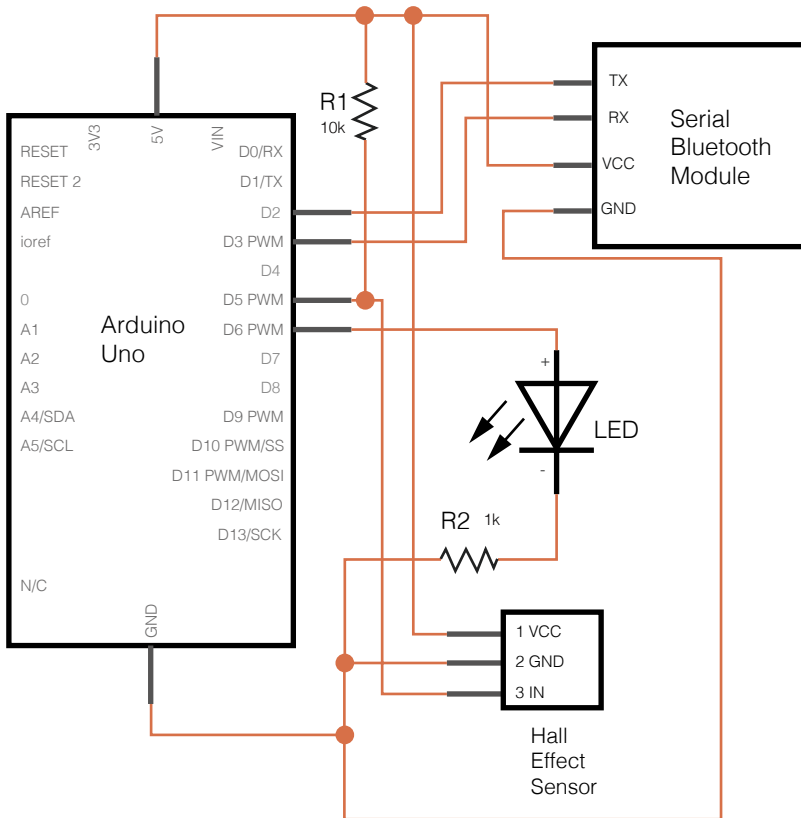 3V3
5V
VIN
RESET
RESET 2
AREF
ioref
0
A1
A2
A3
A4/SDA
A5/SCL
N/C
GND
Arduino
Uno
D0/RX
D1/TX
D2
D3 PWM
D4
D5 PWM
D6 PWM
D7
D8
D9 PWM
D10 PWM/SS
D11 PWM/MOSI
D12/MISO
D13/SCK
R1
10k
TX
RX
VCC
GND
Serial
Bluetooth
Module
+
LED
-
R2 1k
1 VCC
2 GND
3 IN
Hall
Effect
Sensor